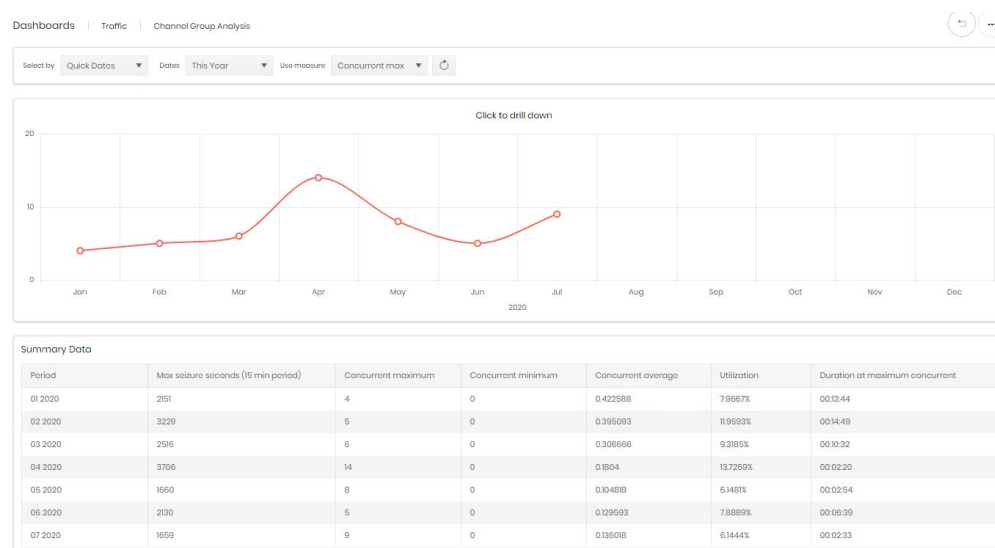 Dashboards | Traffic | Channel Group Analysis
Select by Quick Dates Dates This Year Use measure Concurrent max
Click to drill down
20
10
0
Jan Feb Mar Apr May Jun Jul Aug Sep Oct Nov Dec
2020
Summary Data
Period Max seizure seconds (15 min period) Concurrent maximum Concurrent minimum Concurrent average Utilization Duration at maximum concurrent
01 2020 2151 4 0 0.422588 7.9667% 00:13:44
02 2020 3229 5 0 0.395093 11.9593% 00:14:49
03 2020 2516 6 0 0.306666 9.3185% 00:10:32
04 2020 3706 14 0 0.1804 13.7259% 00:02:20
05 2020 1660 8 0 0.104818 6.1481% 00:02:54
06 2020 2130 5 0 0.129593 7.8889% 00:06:39
07 2020 1659 9 0 0.136018 6.1444% 00:02:33